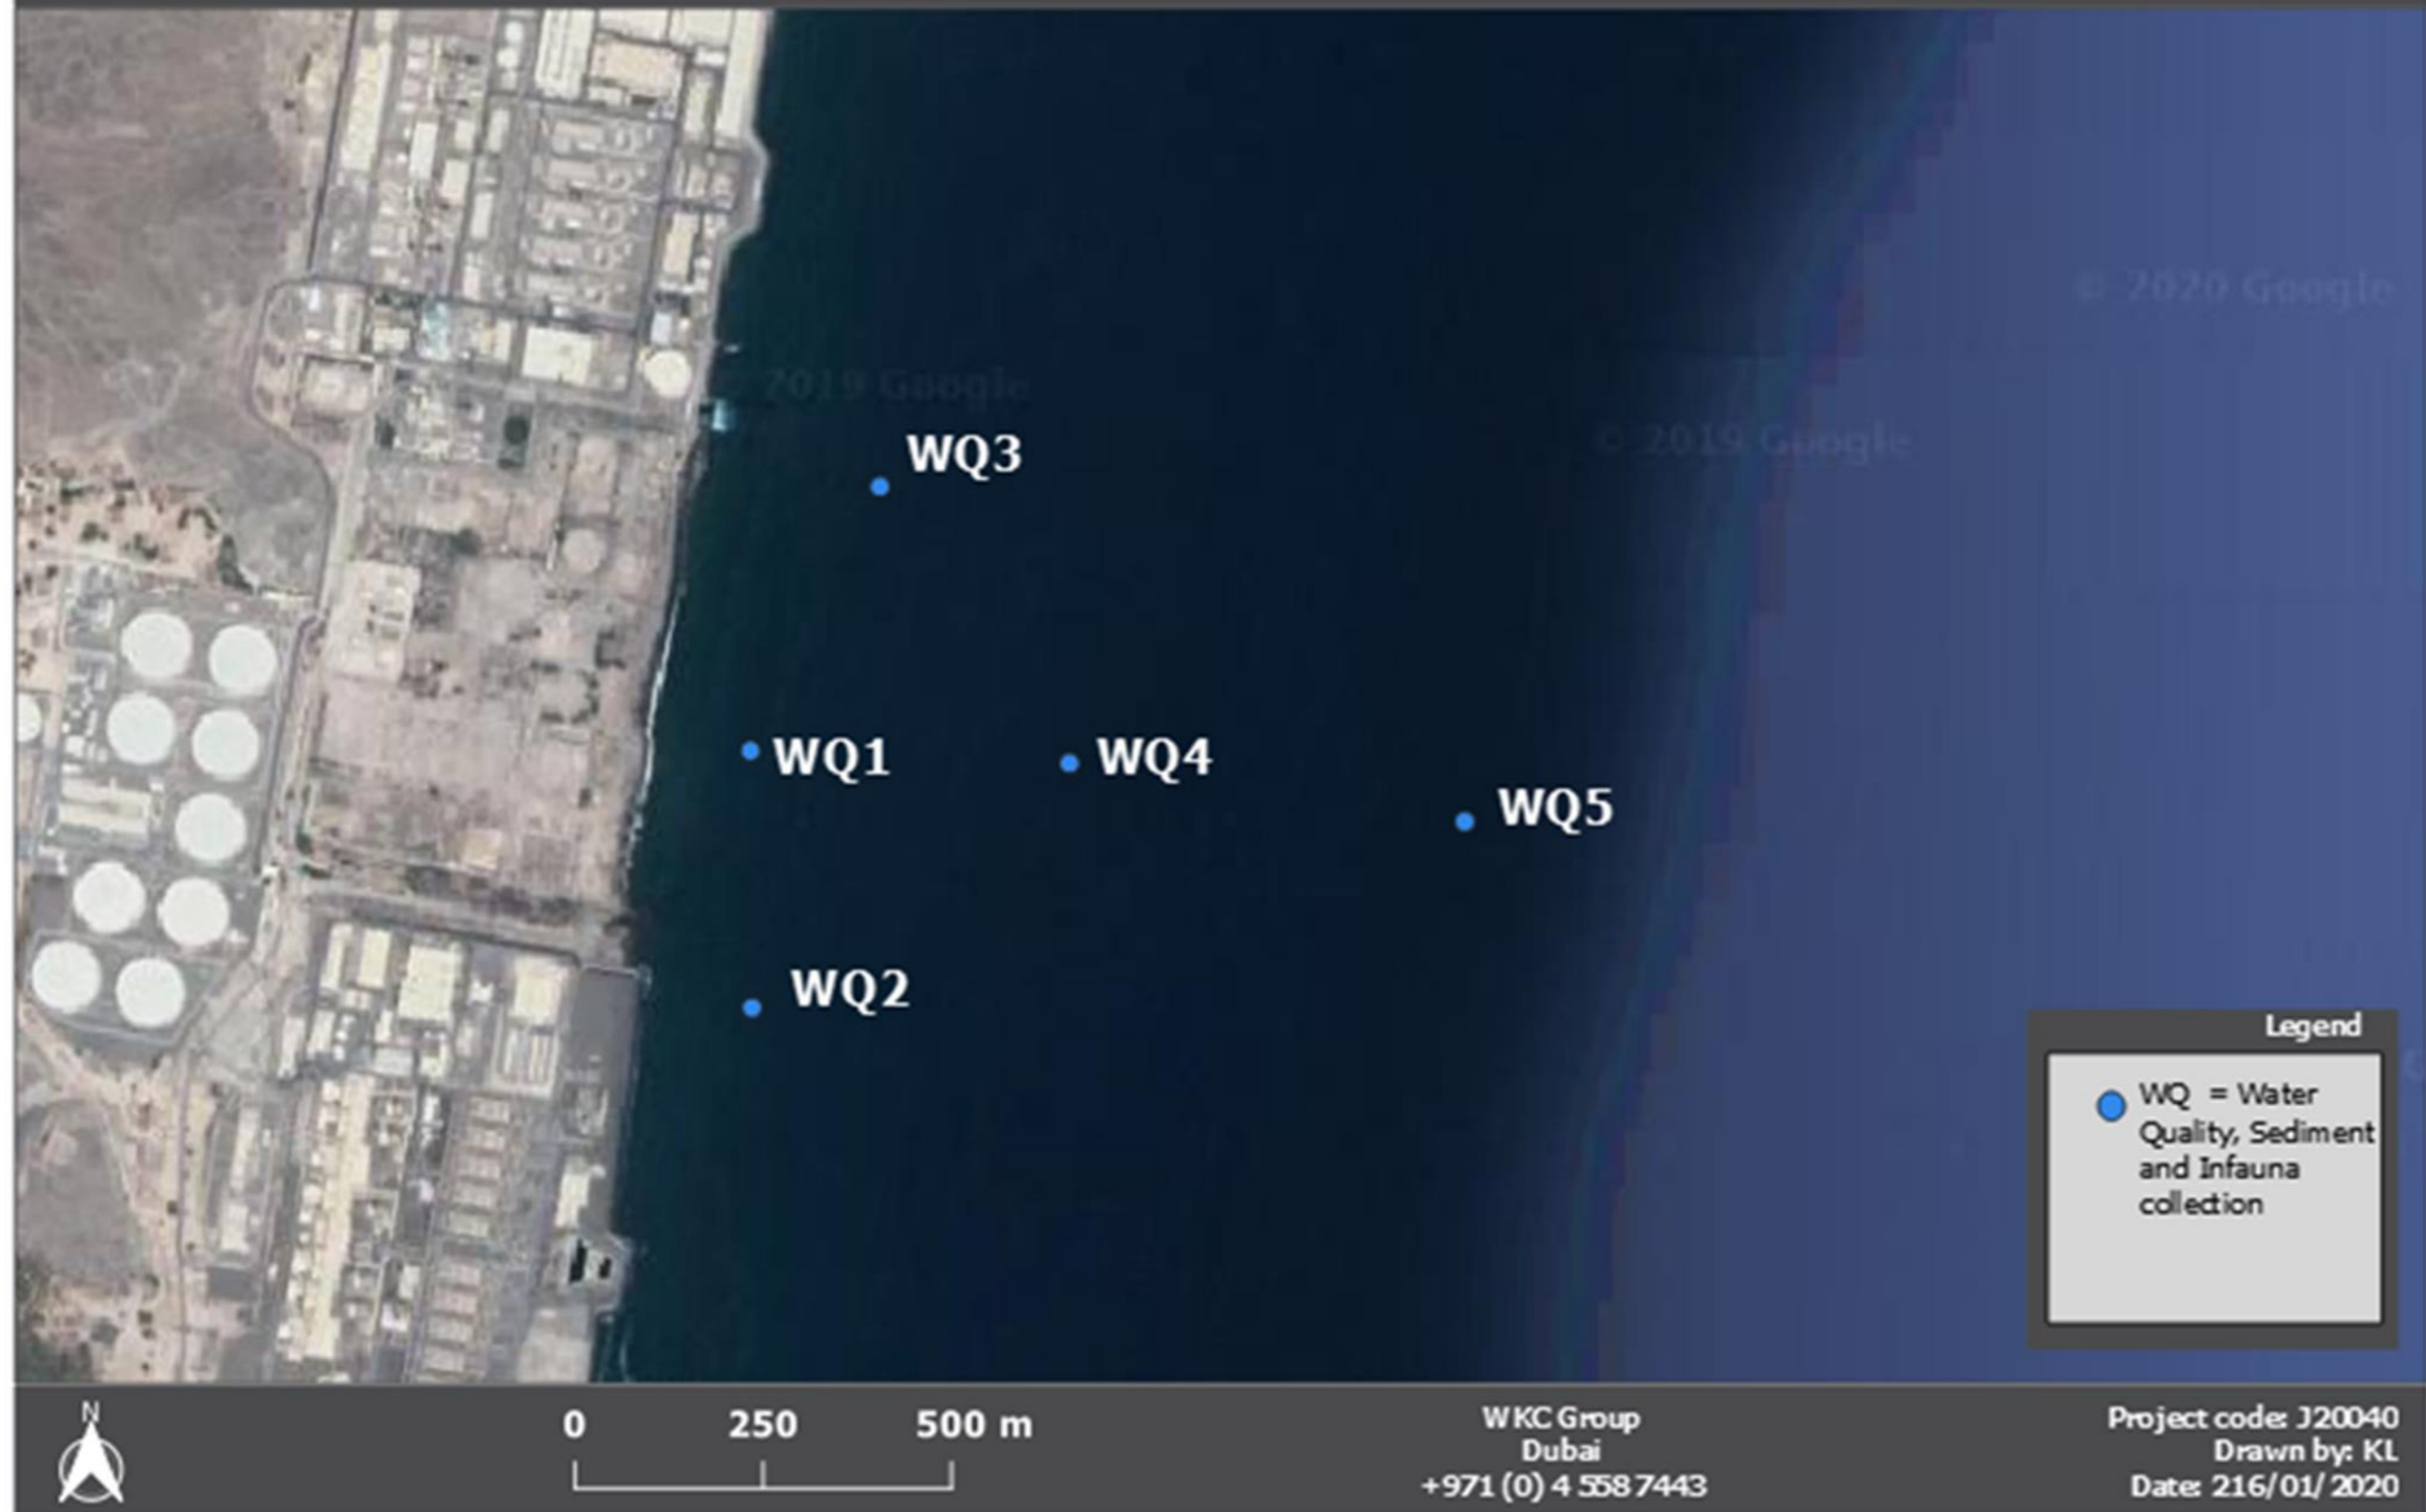 © 2020 Google
2019 Google
© 2019 Google
WQ3
WQ1
WQ4
WQ5
WQ2
Legend
WQ = Water
Quality, Sediment
and Infauna
collection
N
0 250 500 m
WKC Group
Dubai
+971 (0) 4 558 7443
Project code: J20040
Drawn by: KL
Date: 216/01/2020